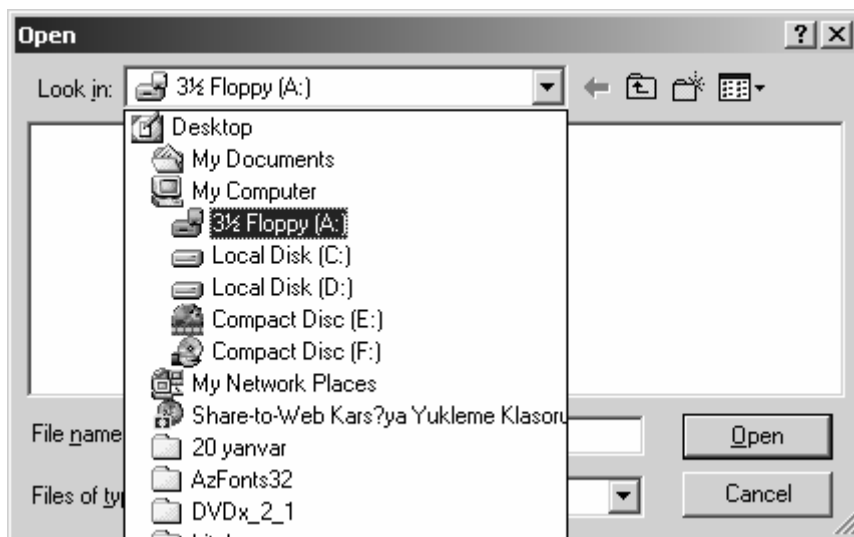 Open
Look in: 3½ Floppy (A:)
Desktop
My Documents
My Computer
3½ Floppy (A:)
Local Disk (C:)
Local Disk (D:)
Compact Disc (E:)
Compact Disc (F:)
My Network Places
Share-to-Web Kars?ya Yukleme Klasoru
File name
20 yanvar
Open
AzFonts32
Files of
Cancel
DVDx_2_1